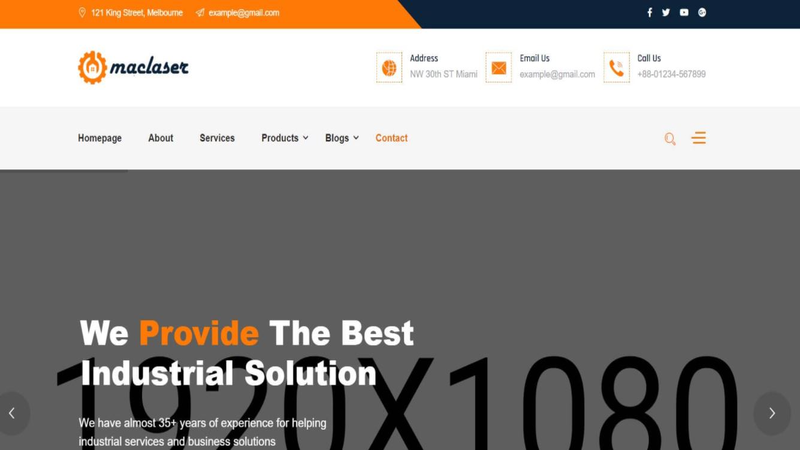 121 King Street, Melbourne example@gmail.com
maclaser
Address
NW 30th ST Miami
Email Us
example@gmail.com
Call Us
+88-01234-567899
Homepage About Services Products Blogs Contact
We Provide The Best
Industrial Solution
1920X1080
We have almost 35+ years of experience for helping
industrial services and business solutions